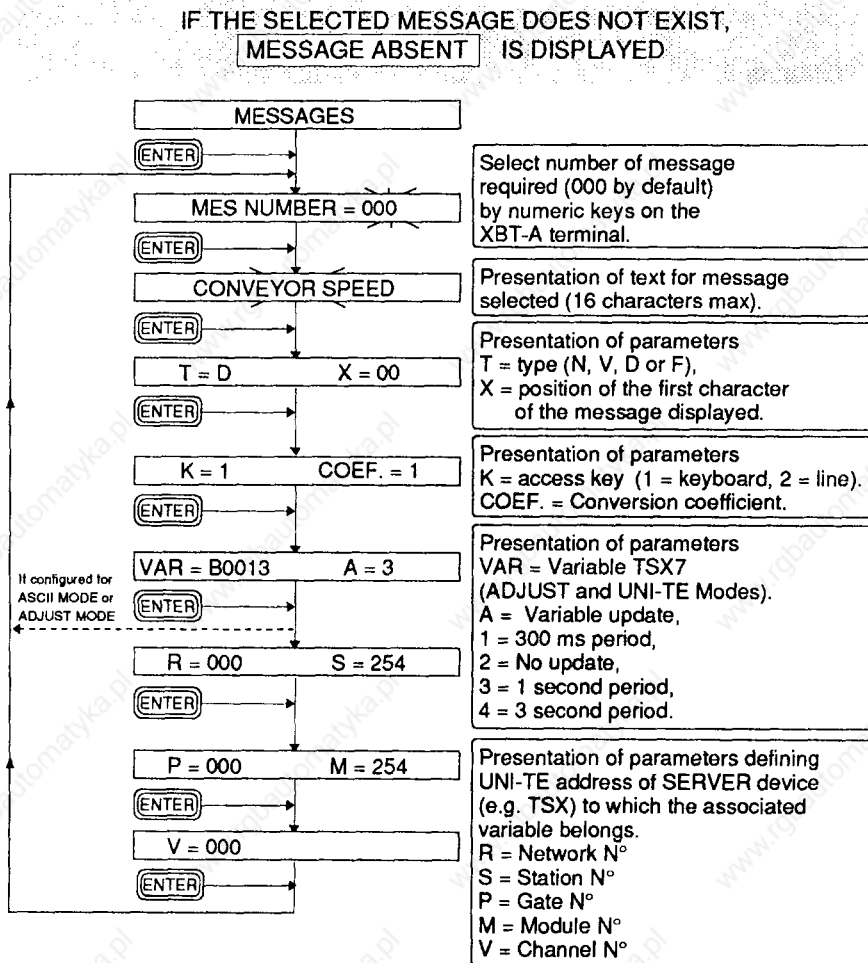 IF THE SELECTED MESSAGE DOES NOT EXIST,
MESSAGE ABSENT IS DISPLAYED
MESSAGES
ENTER
MES NUMBER = 000
Select number of message
required (000 by default)
by numeric keys on the
XBT-A terminal.
ENTER
CONVEYOR SPEED
Presentation of text for message
selected (16 characters max).
ENTER
T = D X = 00
Presentation of parameters
T = type (N, V, D or F),
X = position of the first character
of the message displayed.
ENTER
K = 1 COEF. = 1
Presentation of parameters
K = access key (1 = keyboard, 2 = line).
COEF. = Conversion coefficient.
ENTER
VAR = B0013 A = 3
Presentation of parameters
VAR = Variable TSX7
(ADJUST and UNI-TE Modes).
A = Variable update,
1 = 300 ms period,
2 = No update,
3 = 1 second period,
4 = 3 second period.
If configured for
ASCII MODE or
ADJUST MODE
ENTER
R = 000 S = 254
ENTER
P = 000 M = 254
Presentation of parameters defining
UNI-TE address of SERVER device
(e.g. TSX) to which the associated
variable belongs.
R = Network N°
S = Station N°
P = Gate N°
M = Module N°
V = Channel N°
ENTER
V = 000
ENTER
www.rgbautomatyka.pl